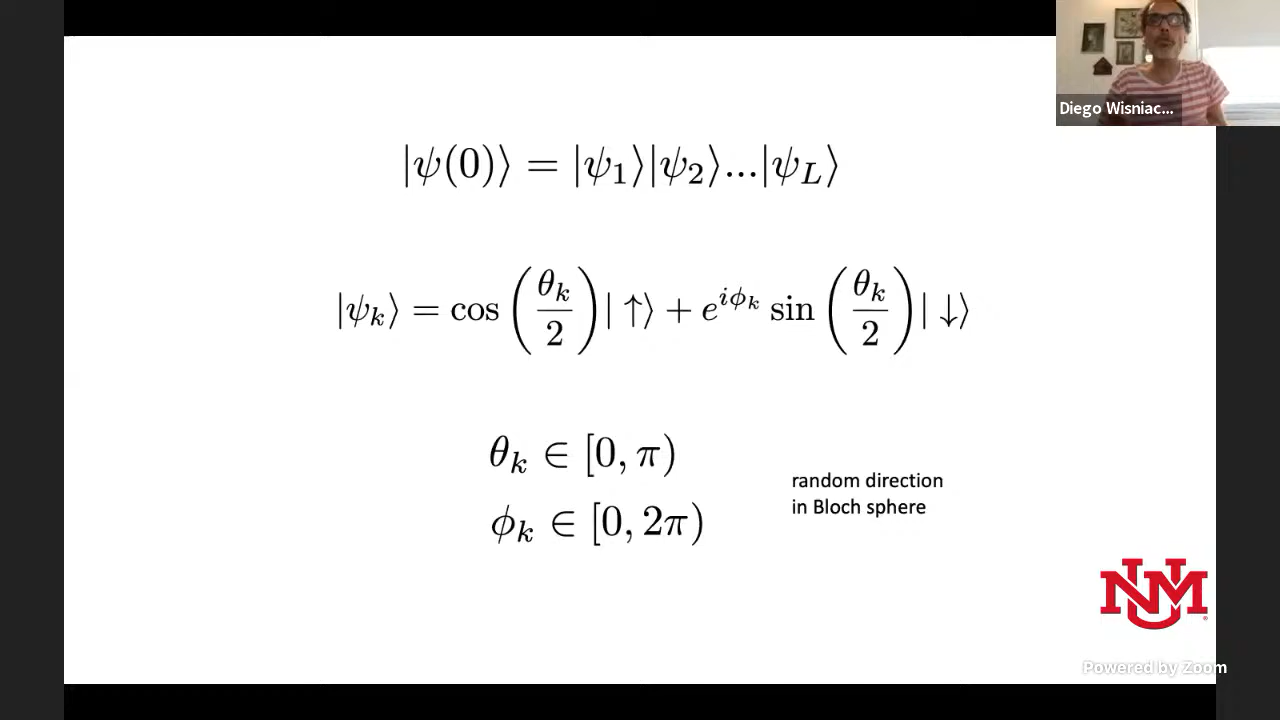 Diego Wisniac...
|ψ(0)⟩ = |ψ₁⟩|ψ₂⟩...|ψ_L⟩
|ψ_k⟩ = cos(θ_k/2)| ↑⟩ + e^{iϕ_k} sin(θ_k/2)| ↓⟩
θ_k ∈ [0, π)
random direction
in Bloch sphere
ϕ_k ∈ [0, 2π)
UNM
Powered by Zoom